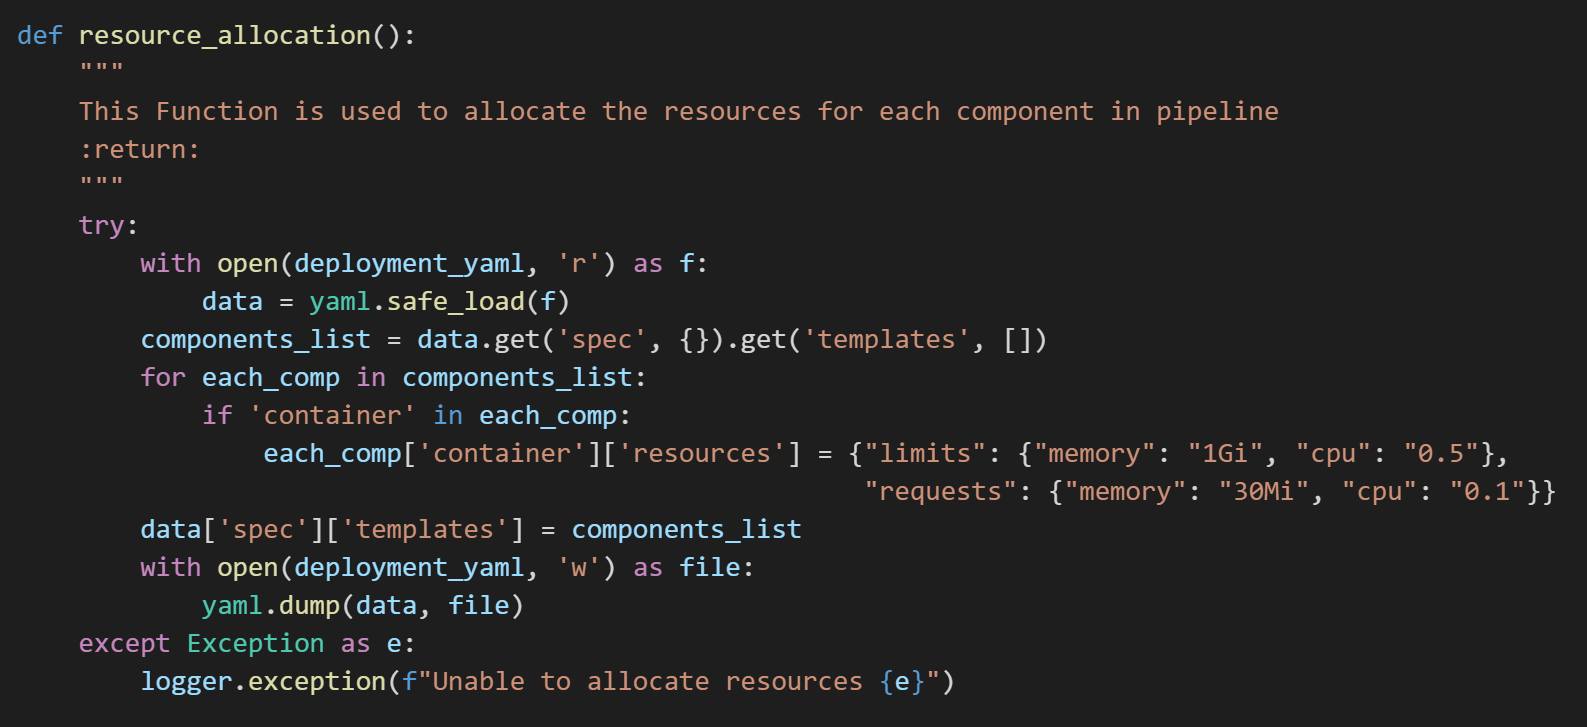 def resource_allocation():
    """
    This Function is used to allocate the resources for each component in pipeline
    :return:
    """
    try:
        with open(deployment_yaml, 'r') as f:
            data = yaml.safe_load(f)
        components_list = data.get('spec', {}).get('templates', [])
        for each_comp in components_list:
            if 'container' in each_comp:
                each_comp['container']['resources'] = {"limits": {"memory": "1Gi", "cpu": "0.5"},
                                                       "requests": {"memory": "30Mi", "cpu": "0.1"}}
        data['spec']['templates'] = components_list
        with open(deployment_yaml, 'w') as file:
            yaml.dump(data, file)
    except Exception as e:
        logger.exception(f"Unable to allocate resources {e}")